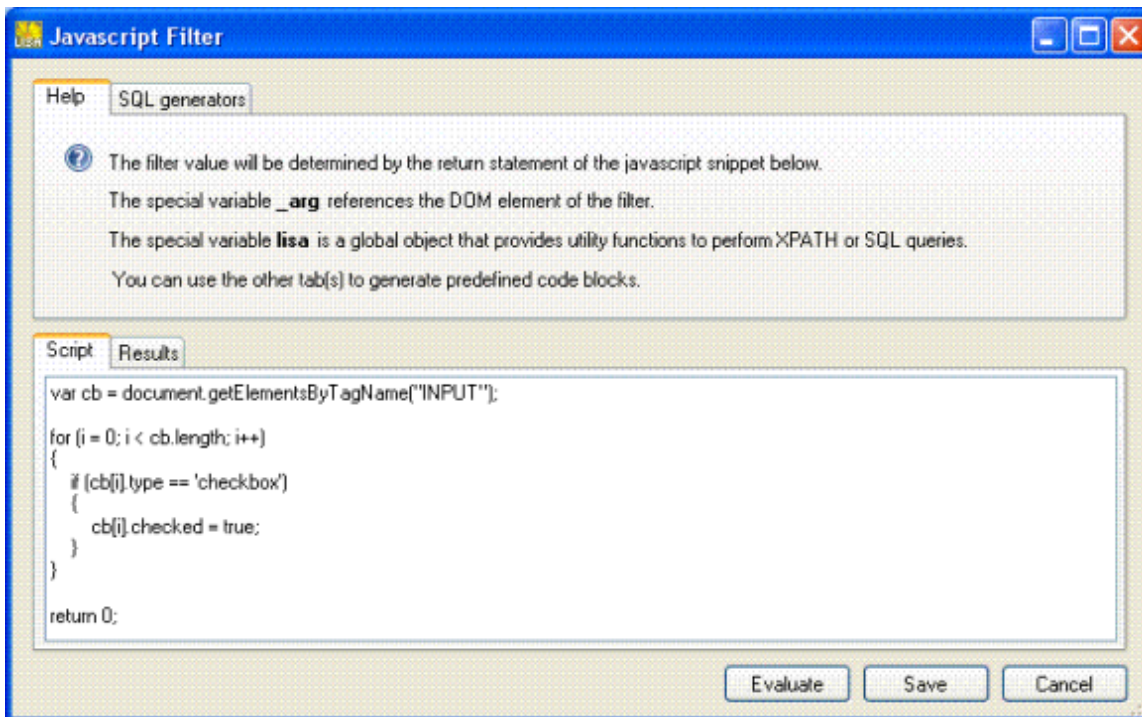 Javascript Filter
Help SQL generators
The filter value will be determined by the return statement of the javascript snippet below.
The special variable _arg references the DOM element of the filter.
The special variable lisa is a global object that provides utility functions to perform XPATH or SQL queries.
You can use the other tab(s) to generate predefined code blocks.
Script Results
var cb = document.getElementsByTagName("INPUT");
for (i = 0; i < cb.length; i++)
{
if (cb[i].type == 'checkbox')
{
cb[i].checked = true;
}
}
return 0;
Evaluate Save Cancel